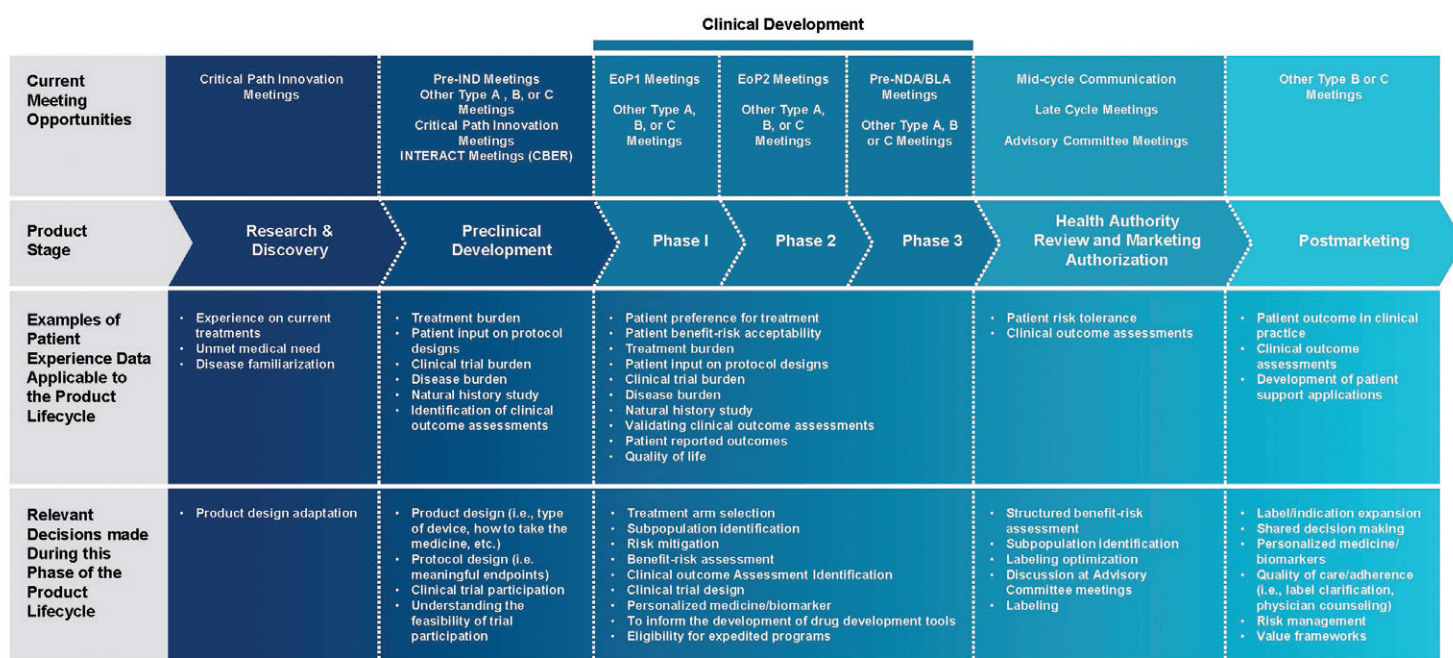 Clinical Development
Current
Meeting
Opportunities
Critical Path Innovation
Meetings
Pre-IND Meetings
Other Type A , B, or C
Meetings
Critical Path Innovation
Meetings
INTERACT Meetings (CBER)
EoP1 Meetings
Other Type A,
B, or C
Meetings
EoP2 Meetings
Other Type A,
B, or C
Meetings
Pre-NDA/BLA
Meetings
Other Type A, B
or C Meetings
Mid-cycle Communication
Late Cycle Meetings
Advisory Committee Meetings
Other Type B or C
Meetings
Product
Stage
Research &
Discovery
Preclinical
Development
Phase I
Phase 2
Phase 3
Health Authority
Review and Marketing
Authorization
Postmarketing
Examples of
Patient
Experience Data
Applicable to
the Product
Lifecycle
• Experience on current
treatments
• Unmet medical need
• Disease familiarization
• Treatment burden
• Patient input on protocol
designs
• Clinical trial burden
• Disease burden
• Natural history study
• Identification of clinical
outcome assessments
• Patient preference for treatment
• Patient benefit-risk acceptability
• Treatment burden
• Patient input on protocol designs
• Clinical trial burden
• Disease burden
• Natural history study
• Validating clinical outcome assessments
• Patient reported outcomes
• Quality of life
• Patient risk tolerance
• Clinical outcome assessments
• Patient outcome in clinical
practice
• Clinical outcome
assessments
• Development of patient
support applications
Relevant
Decisions made
During this
Phase of the
Product
Lifecycle
• Product design adaptation
• Product design (i.e., type
of device, how to take the
medicine, etc.)
• Protocol design (i.e.
meaningful endpoints)
• Clinical trial participation
• Understanding the
feasibility of trial
participation
• Treatment arm selection
• Subpopulation identification
• Risk mitigation
• Benefit-risk assessment
• Clinical outcome Assessment Identification
• Clinical trial design
• Personalized medicine/biomarker
• To inform the development of drug development tools
• Eligibility for expedited programs
• Structured benefit-risk
assessment
• Subpopulation identification
• Labeling optimization
• Discussion at Advisory
Committee meetings
• Labeling
• Label/indication expansion
• Shared decision making
• Personalized medicine/
biomarkers
• Quality of care/adherence
(i.e., label clarification,
physician counseling)
• Risk management
• Value frameworks